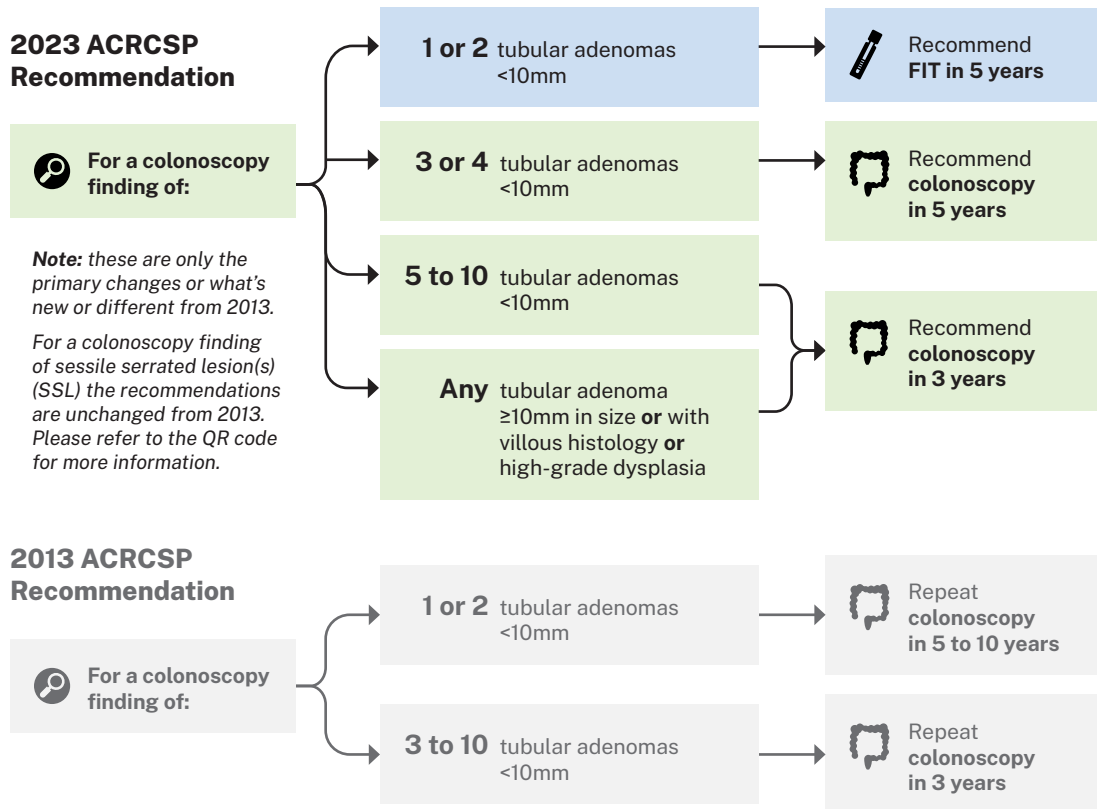 2023 ACRCSP
Recommendation
For a colonoscopy
finding of:
Note: these are only the
primary changes or what's
new or different from 2013.
For a colonoscopy finding
of sessile serrated lesion(s)
(SSL) the recommendations
are unchanged from 2013.
Please refer to the QR code
for more information.
1 or 2 tubular adenomas
<10mm
Recommend
FIT in 5 years
3 or 4 tubular adenomas
<10mm
Recommend
colonoscopy
in 5 years
5 to 10 tubular adenomas
<10mm
Any tubular adenoma
≥10mm in size or with
villous histology or
high-grade dysplasia
Recommend
colonoscopy
in 3 years
2013 ACRCSP
Recommendation
For a colonoscopy
finding of:
1 or 2 tubular adenomas
<10mm
Repeat
colonoscopy
in 5 to 10 years
3 to 10 tubular adenomas
<10mm
Repeat
colonoscopy
in 3 years